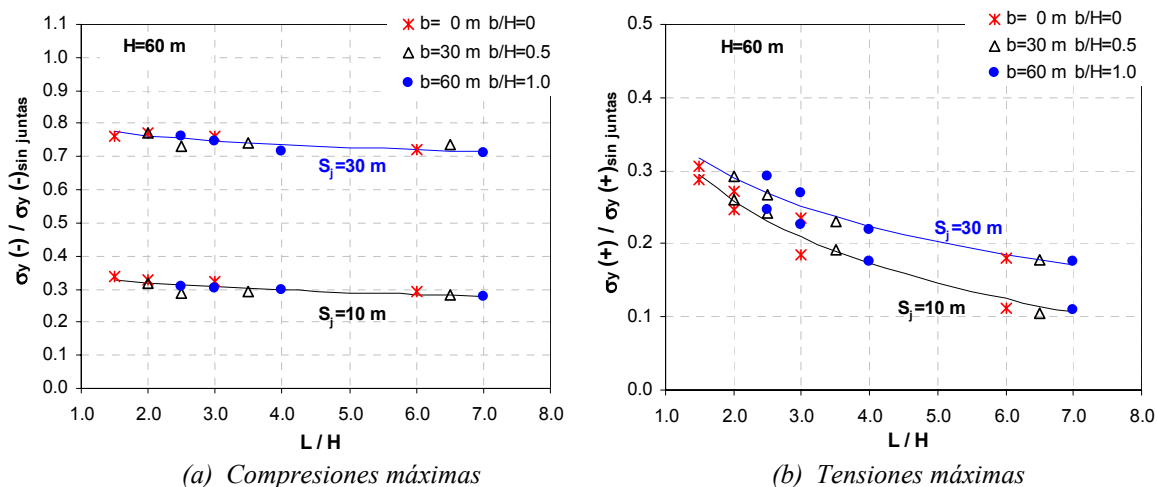 b= 0 m b/H=0
b=30 m b/H=0.5
b=60 m b/H=1.0
H=60 m
1.1
1.0
0.9
0.8
0.7
0.6
0.5
0.4
0.3
0.2
0.1
0.0
σy (-) / σy (-)sin juntas
Sj=30 m
Sj=10 m
1.0 2.0 3.0 4.0 5.0 6.0 7.0 8.0
L / H
(a) Compresiones máximas
b= 0 m b/H=0
b=30 m b/H=0.5
b=60 m b/H=1.0
H=60 m
0.5
0.4
0.3
0.2
0.1
0.0
σy (+) / σy (+)sin juntas
Sj=30 m
Sj=10 m
1.0 2.0 3.0 4.0 5.0 6.0 7.0 8.0
L / H
(b) Tensiones máximas